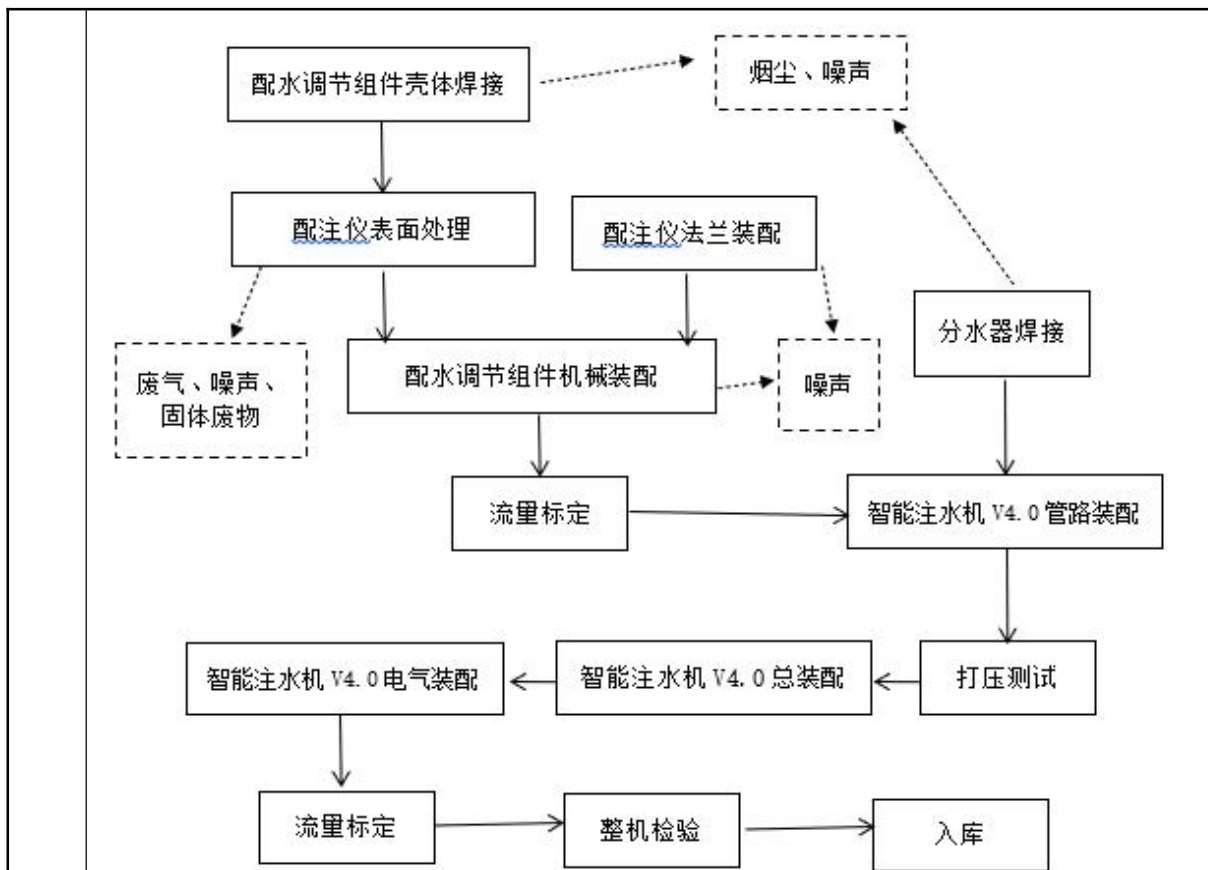 配水调节组件壳体焊接
烟尘、噪声
配注仪表面处理
配注仪法兰装配
分水器焊接
废气、噪声、
固体废物
配水调节组件机械装配
噪声
流量标定
智能注水机 V4.0 管路装配
智能注水机 V4.0 电气装配
智能注水机 V4.0 总装配
打压测试
流量标定
整机检验
入库